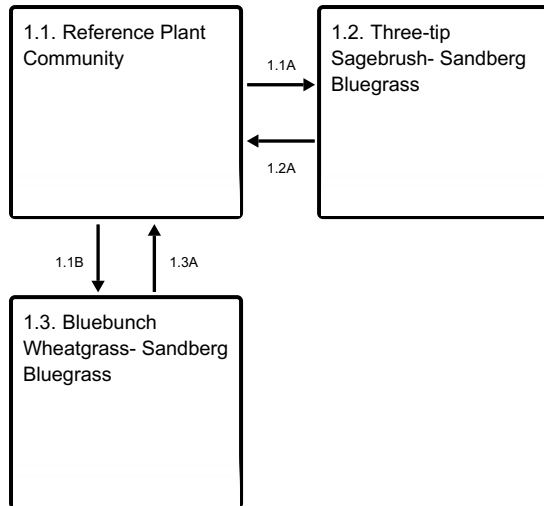 1.1. Reference Plant
Community
1.2. Three-tip
Sagebrush- Sandberg
Bluegrass
1.1A
1.2A
1.1B
1.3A
1.3. Bluebunch
Wheatgrass- Sandberg
Bluegrass